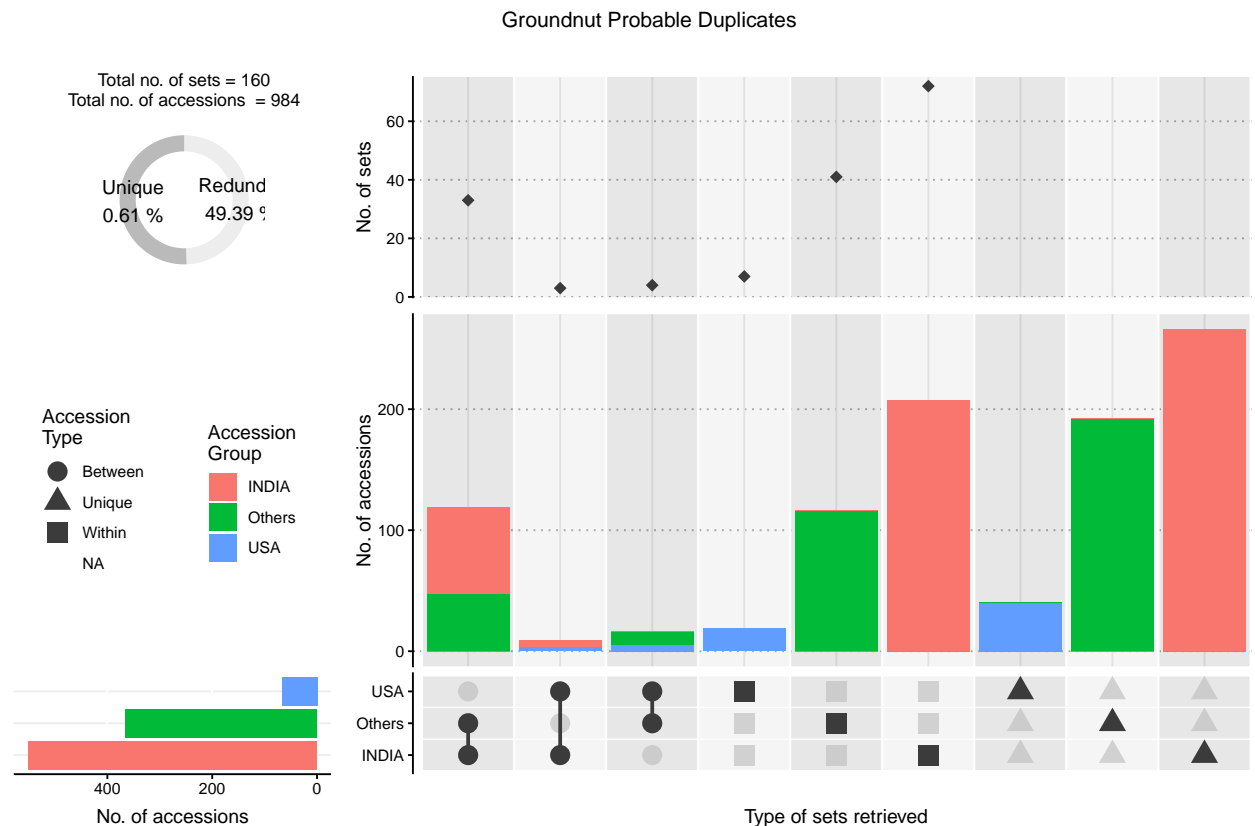 Groundnut Probable Duplicates
Total no. of sets = 160
Total no. of accessions = 984
Unique
0.61 %
Redund
49.39 %
No. of sets
60
40
20
0
No. of accessions
200
100
0
Accession
Type
Between
Unique
Within
NA
Accession
Group
INDIA
Others
USA
USA
Others
INDIA
400
200
0
No. of accessions
Type of sets retrieved